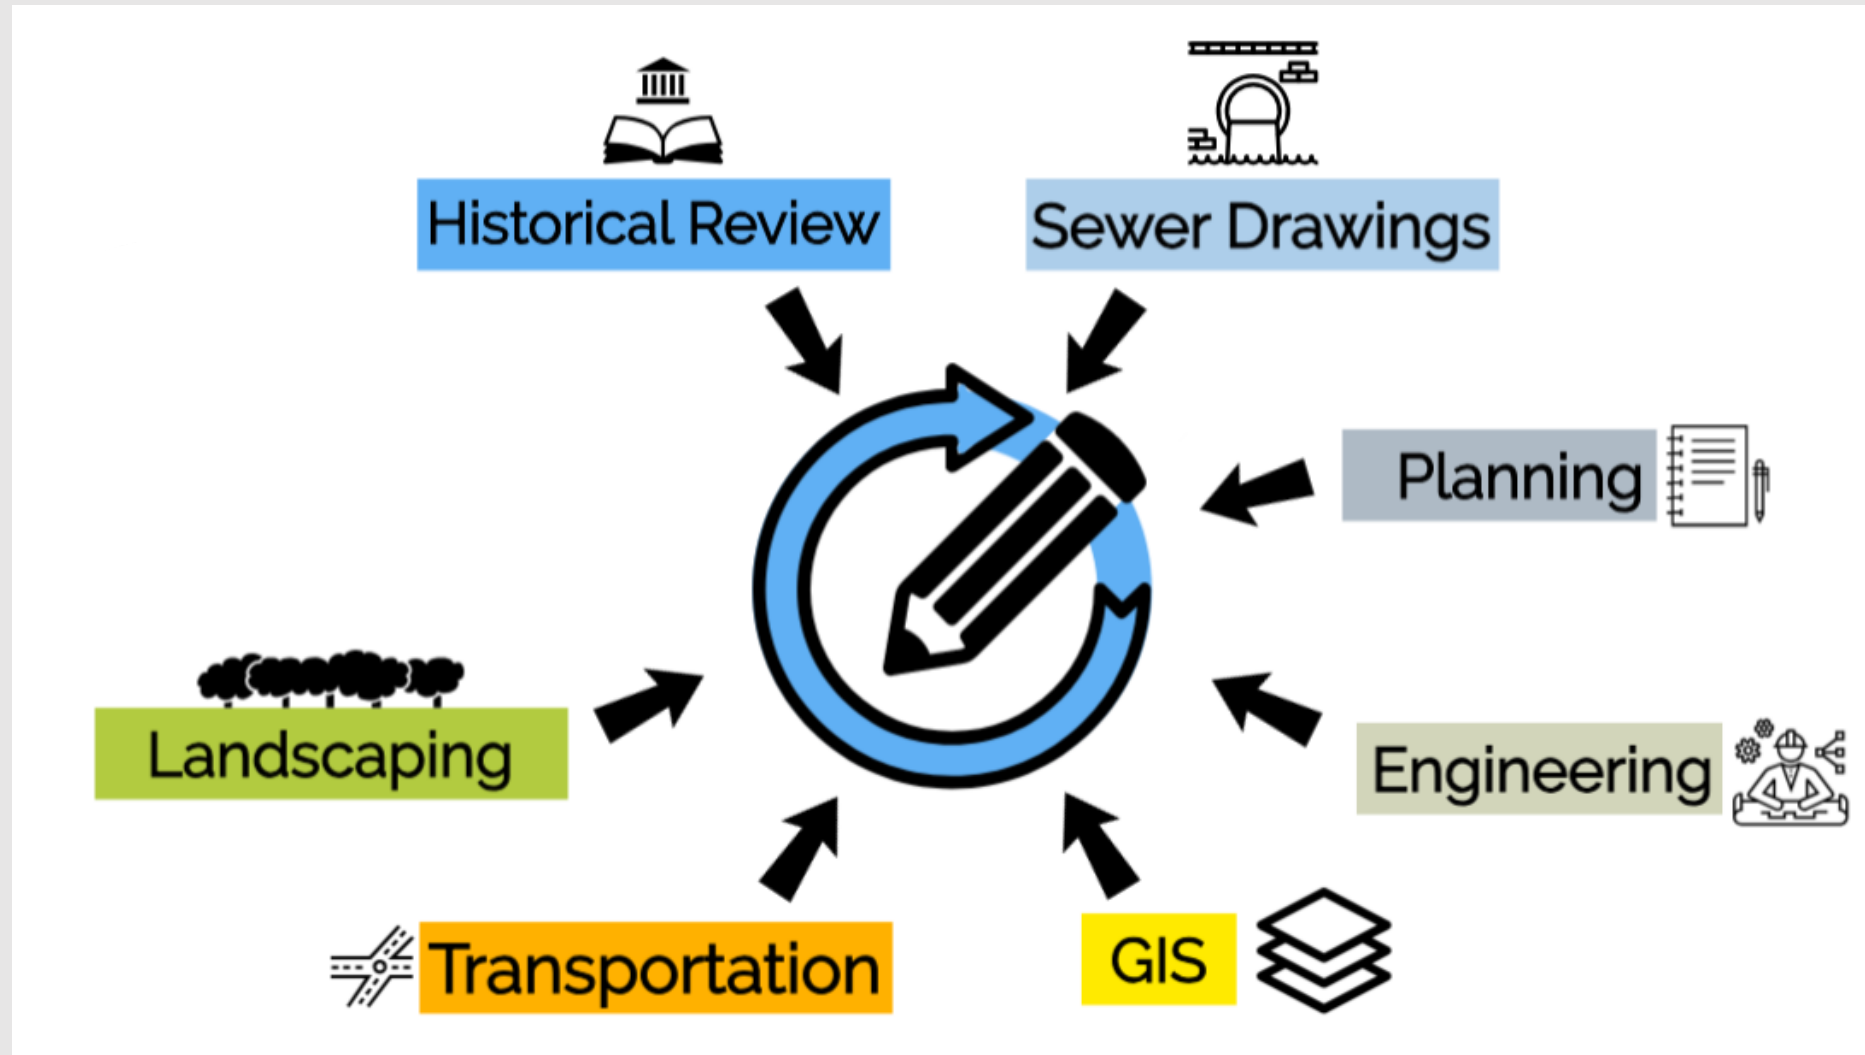 Historical Review
Sewer Drawings
Planning
Landscaping
Engineering
Transportation
GIS